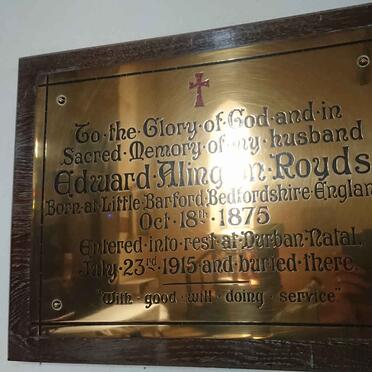 To·the·Glory·of·God·and·in
Sacred·Memory·of·my·husband
Edward·Alington·Royds
Born·at·Little·Barford,Bedfordshire·England
Oct·18th·1875
Entered·into·rest·at·Durban·Natal,
July·23rd·1915·and·buried·there.
"With·good·will·doing·service."